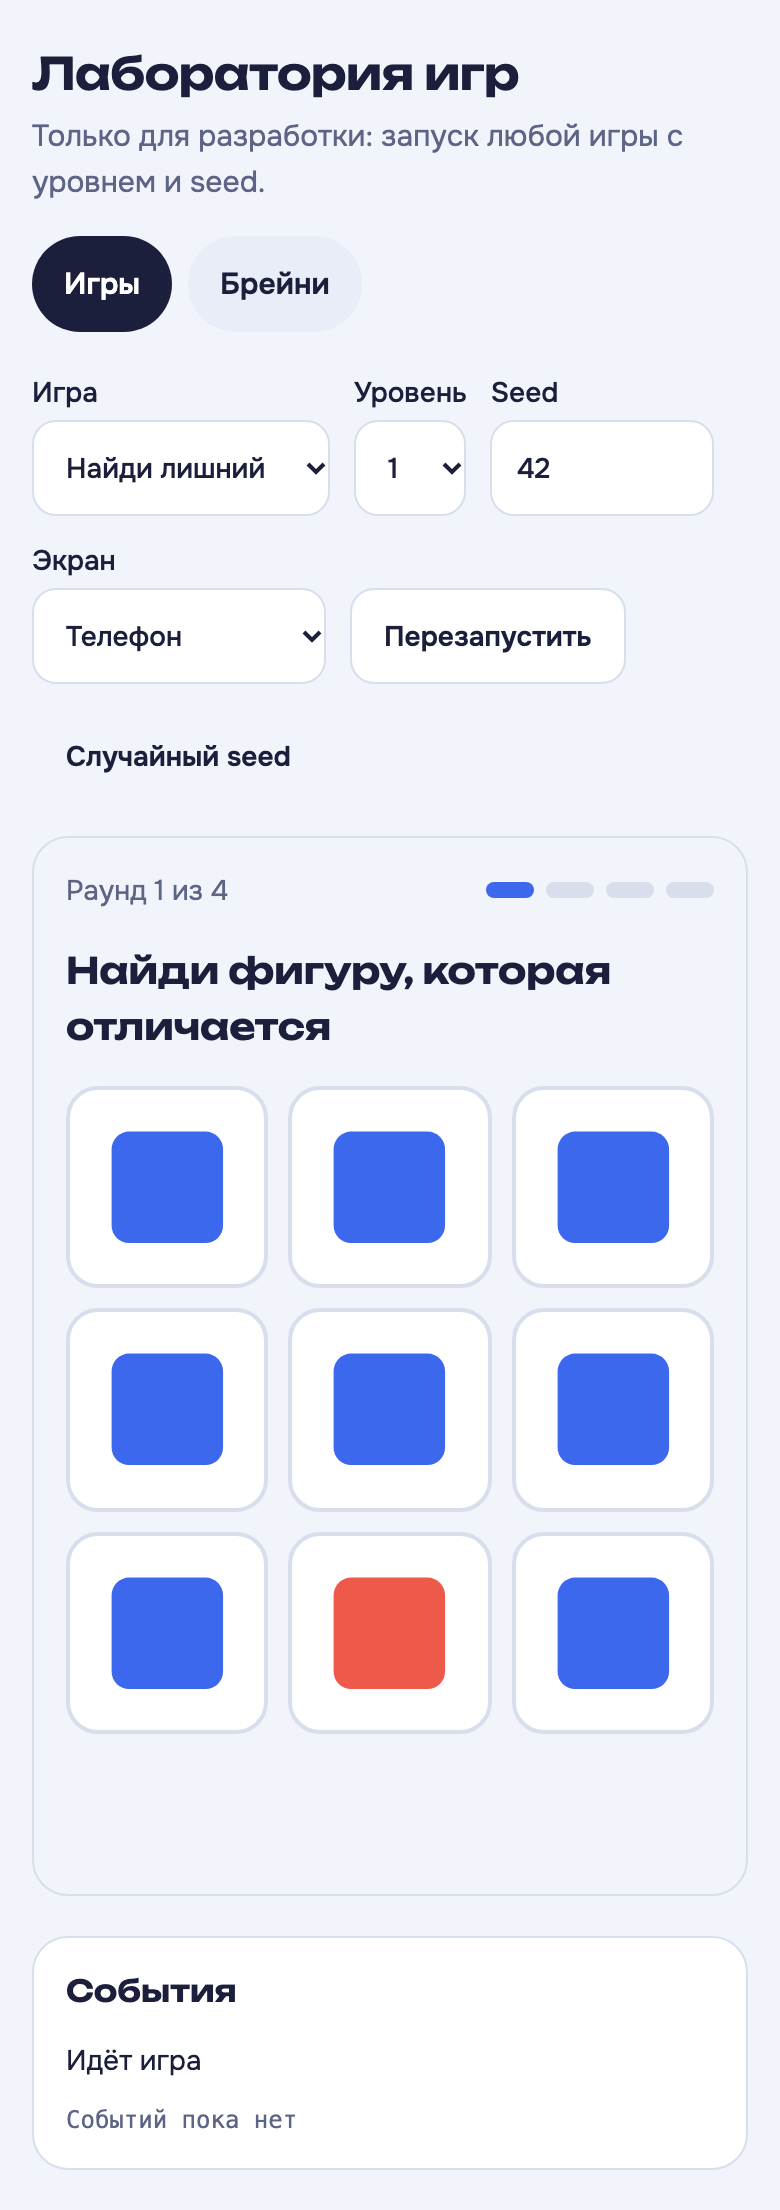 Лаборатория игр
Только для разработки: запуск любой игры с
уровнем и seed.
Игры Брейни
Игра Уровень Seed
Найди лишний 1 42
Экран
Телефон Перезапустить
Случайный seed
Раунд 1 из 4
Найди фигуру, которая
отличается
События
Идёт игра
Событий пока нет